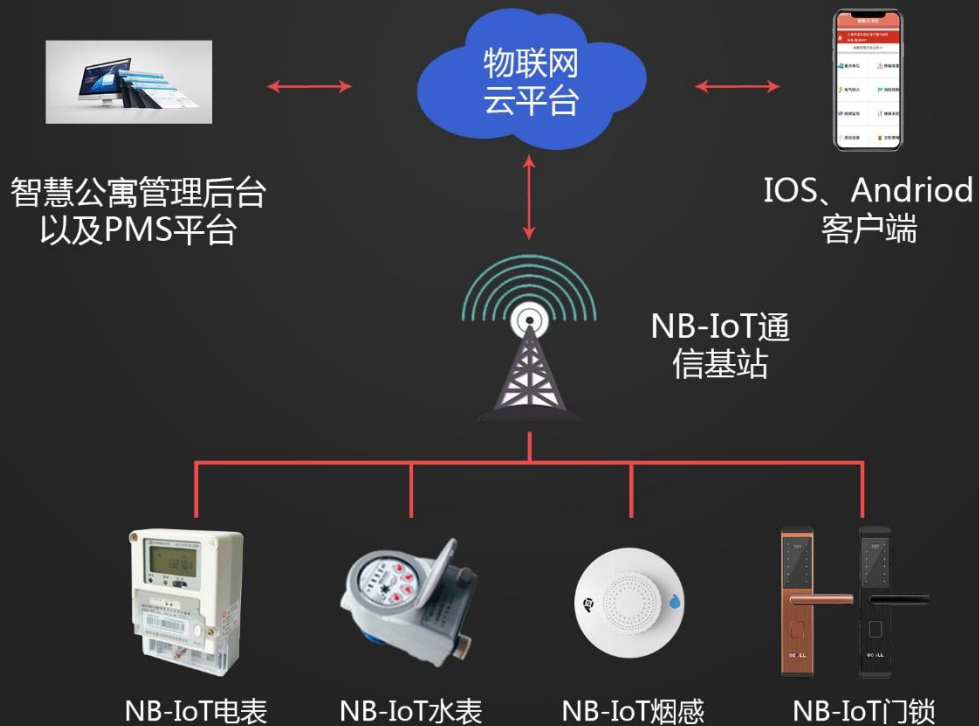 物联网
云平台
智慧公寓管理后台
以及PMS平台
IOS、Andriod
客户端
NB-IoT通
信基站
NB-IoT电表
NB-IoT水表
NB-IoT烟感
NB-IoT门锁